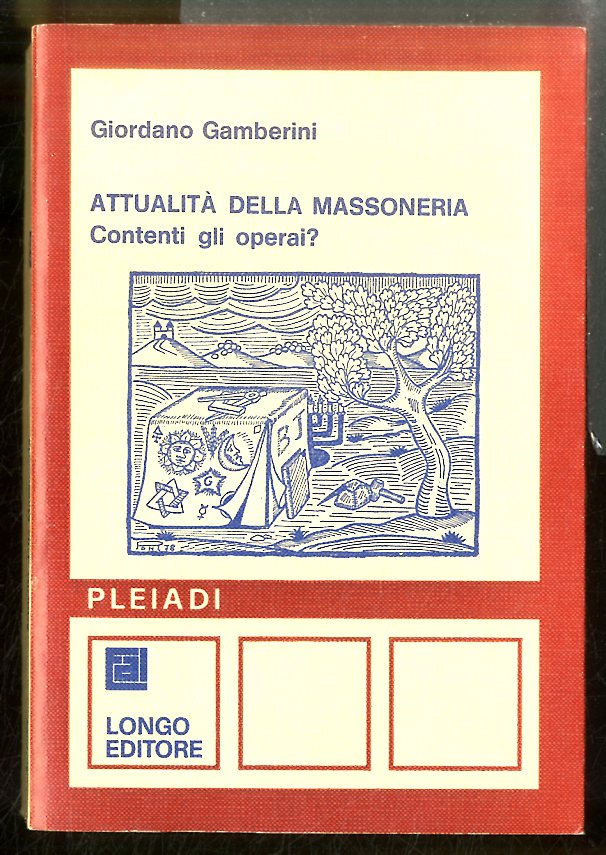 Giordano Gamberini
ATTUALITÀ DELLA MASSONERIA
Contenti gli operai?
B J
G
PLEIADI
LONGO
EDITORE